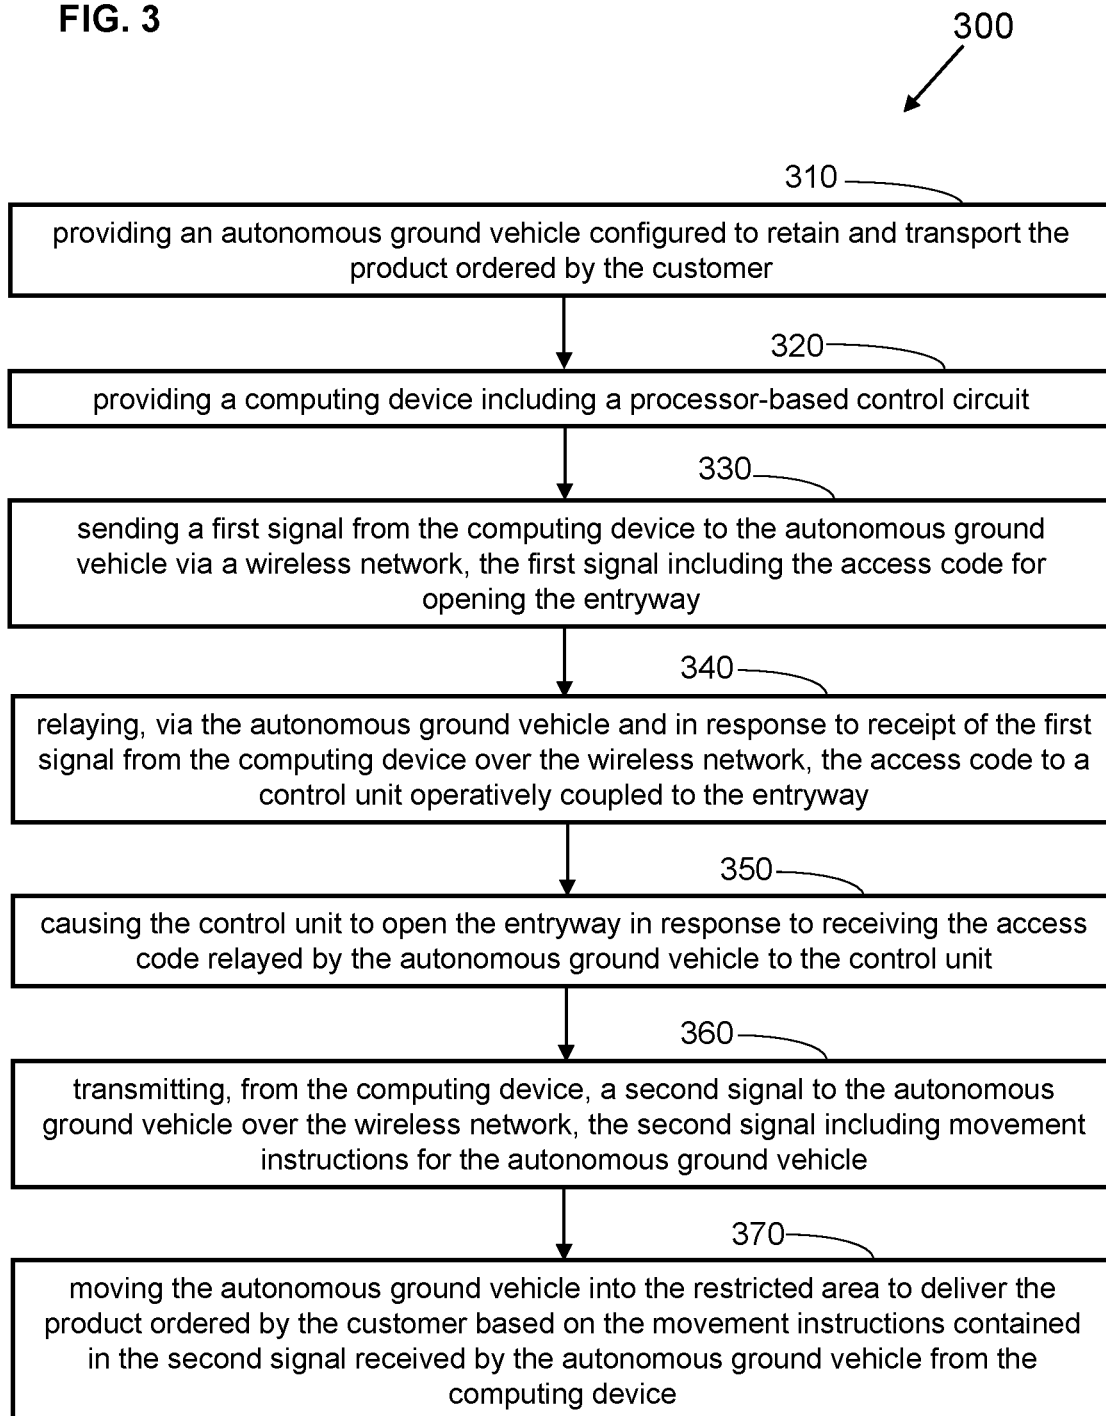 FIG. 3
300
310
providing an autonomous ground vehicle configured to retain and transport the
product ordered by the customer
320
providing a computing device including a processor-based control circuit
330
sending a first signal from the computing device to the autonomous ground
vehicle via a wireless network, the first signal including the access code for
opening the entryway
340
relaying, via the autonomous ground vehicle and in response to receipt of the first
signal from the computing device over the wireless network, the access code to a
control unit operatively coupled to the entryway
350
causing the control unit to open the entryway in response to receiving the access
code relayed by the autonomous ground vehicle to the control unit
360
transmitting, from the computing device, a second signal to the autonomous
ground vehicle over the wireless network, the second signal including movement
instructions for the autonomous ground vehicle
370
moving the autonomous ground vehicle into the restricted area to deliver the
product ordered by the customer based on the movement instructions contained
in the second signal received by the autonomous ground vehicle from the
computing device